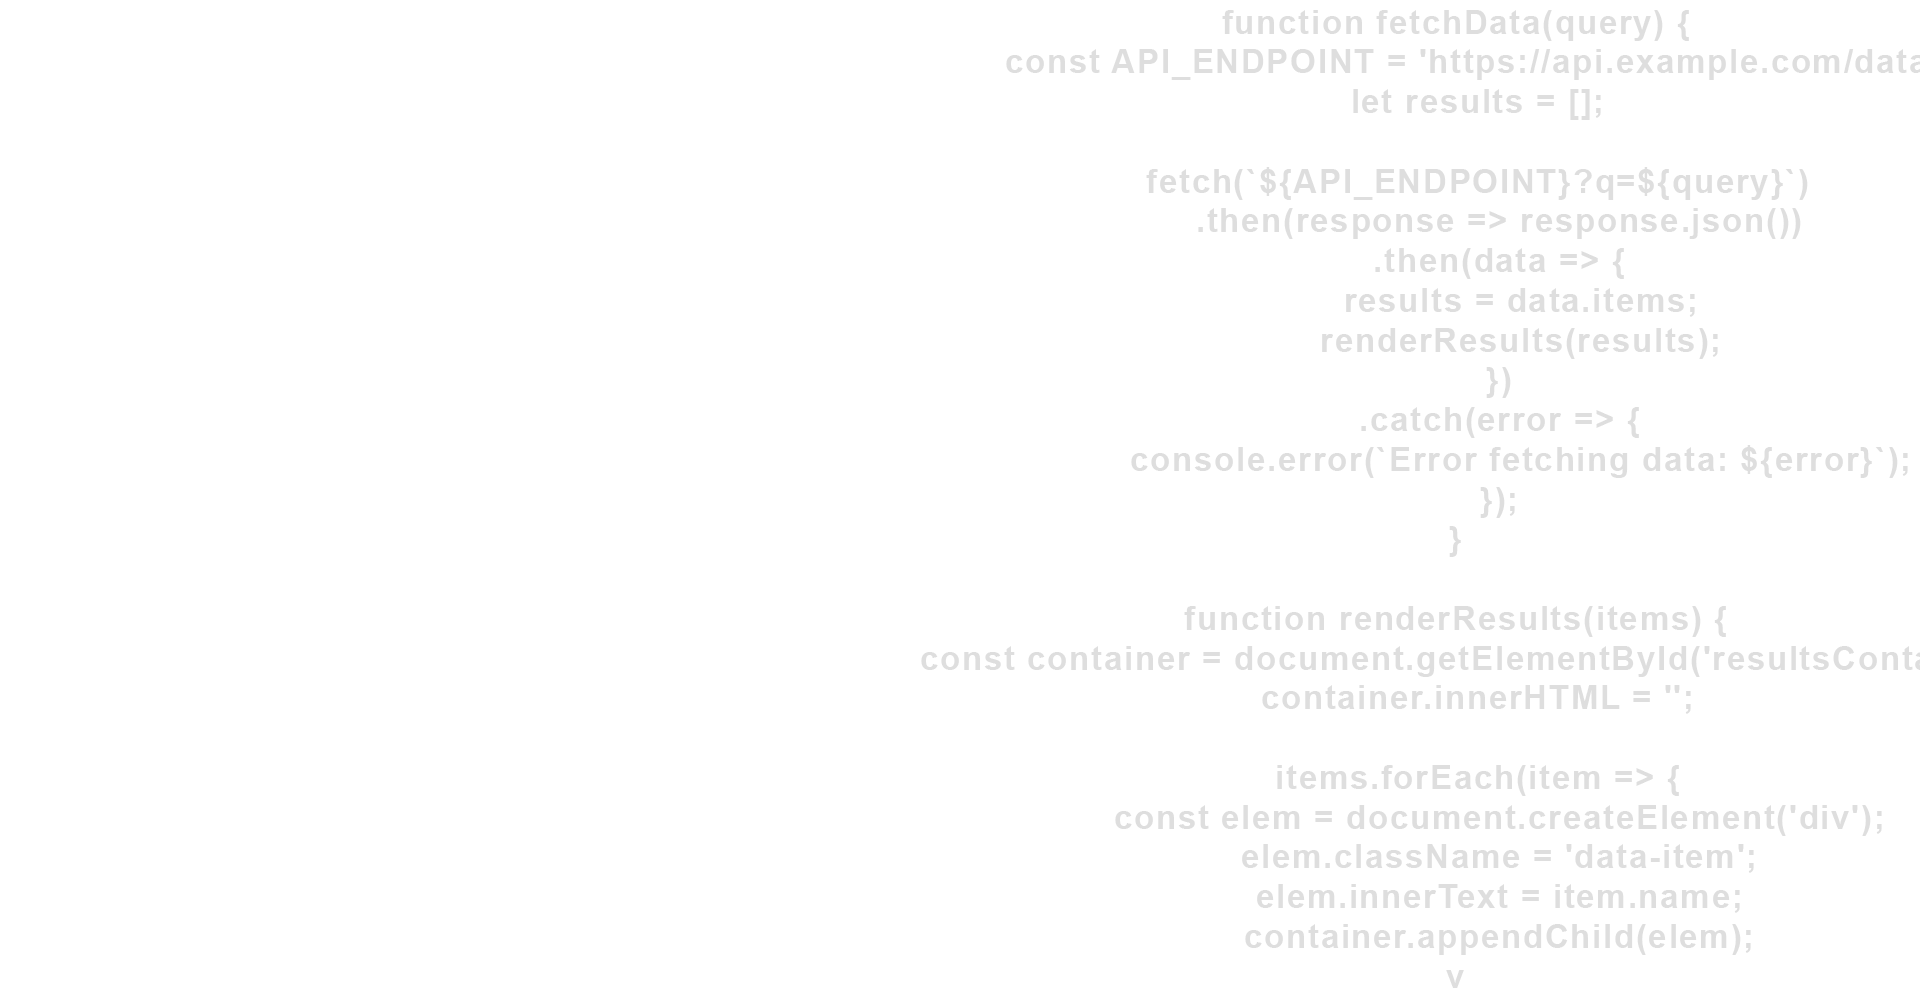 function fetchData(query) {
const API_ENDPOINT = 'https://api.example.com/data
let results = [];
fetch(`${API_ENDPOINT}?q=${query}`)
.then(response => response.json())
.then(data => {
results = data.items;
renderResults(results);
})
.catch(error => {
console.error(`Error fetching data: ${error}`);
});
}
function renderResults(items) {
const container = document.getElementById('resultsConta
container.innerHTML = '';
items.forEach(item => {
const elem = document.createElement('div');
elem.className = 'data-item';
elem.innerText = item.name;
container.appendChild(elem);
v